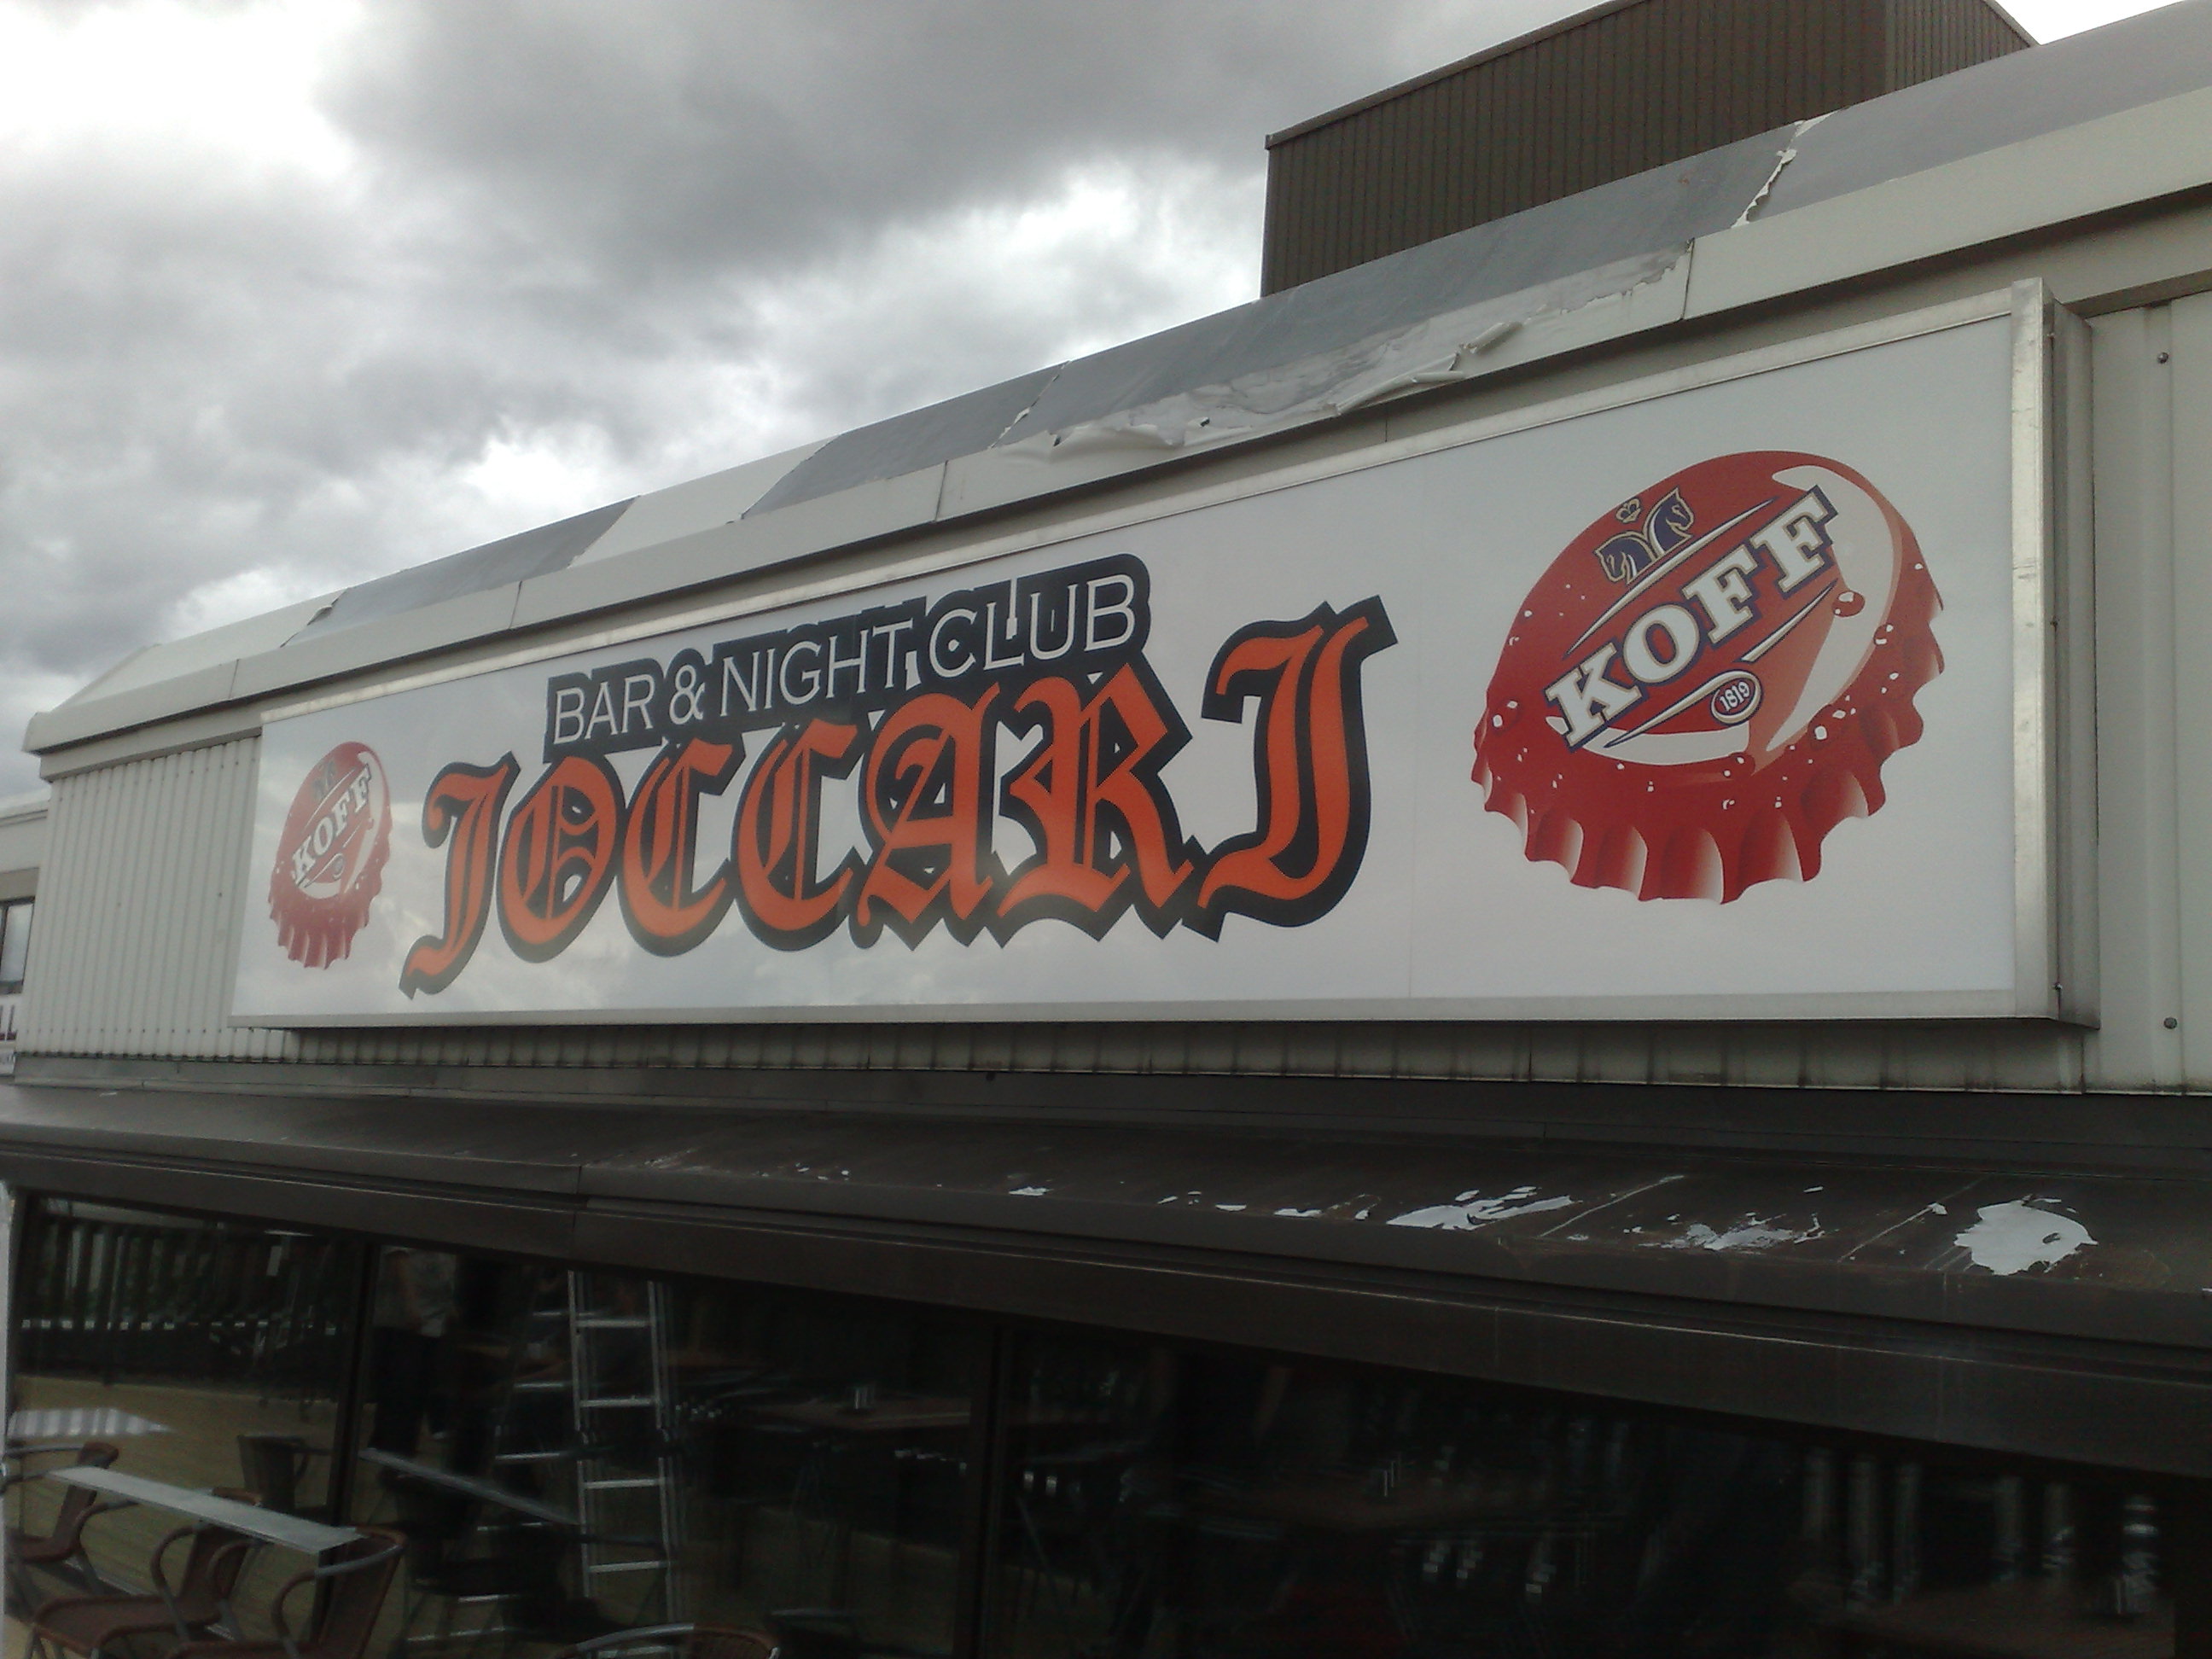 BAR & NIGHT CLUB
JOCCARI
KOFF
KOFF
1819